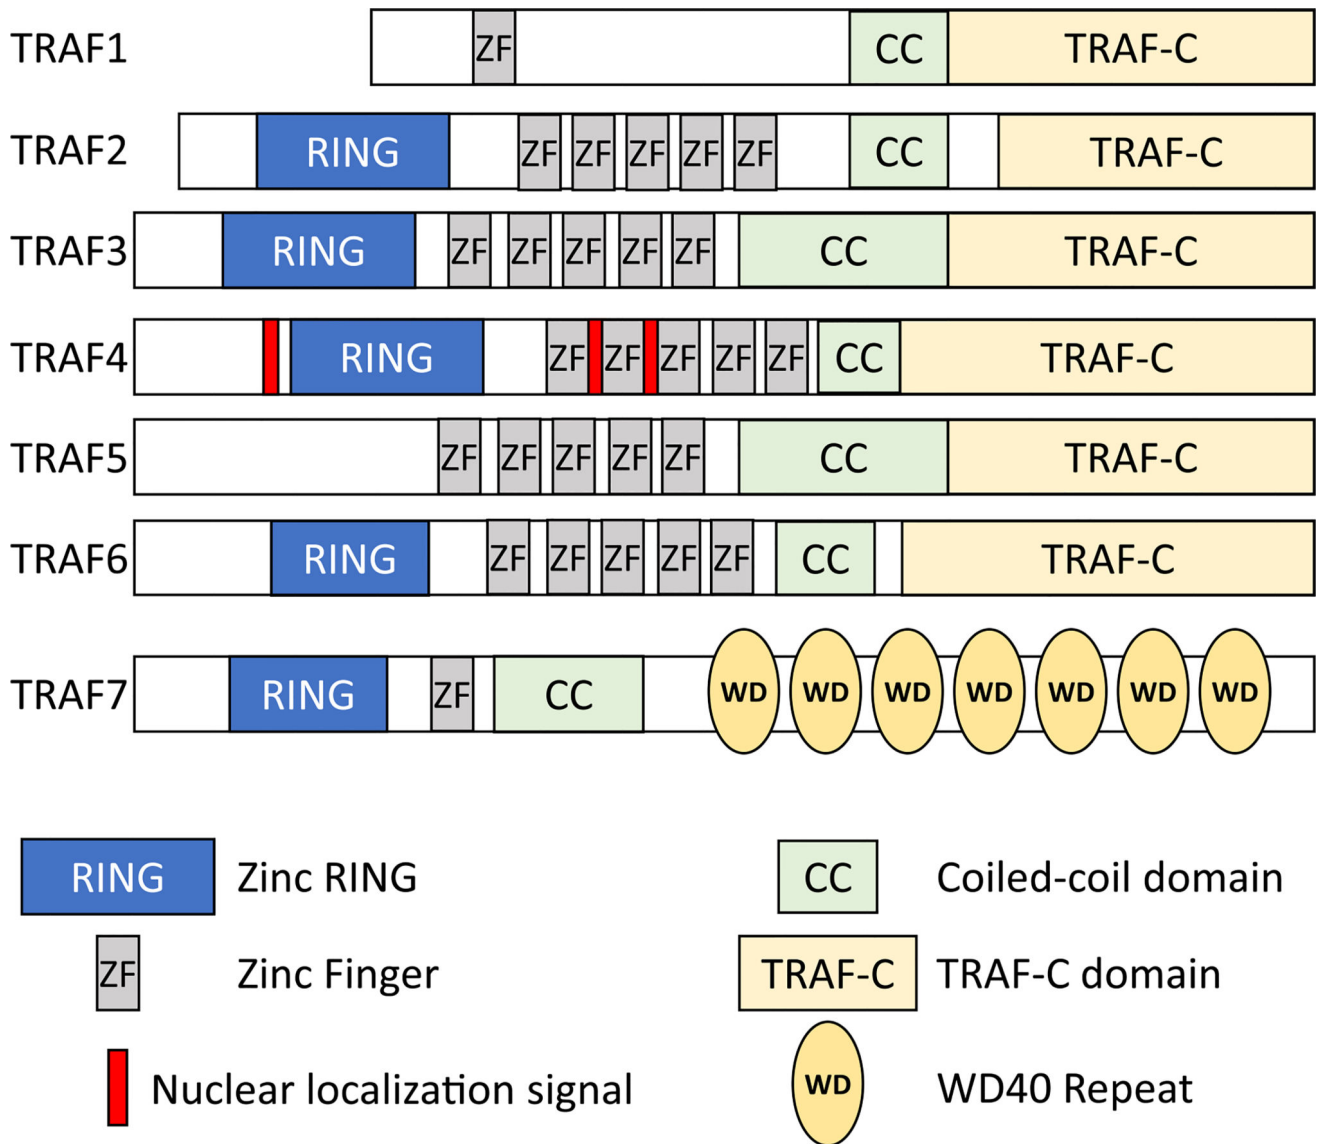 TRAF1 ZF CC TRAF-C
TRAF2 RING ZF ZF ZF ZF ZF CC TRAF-C
TRAF3 RING ZF ZF ZF ZF ZF CC TRAF-C
TRAF4 RING ZF ZF ZF ZF ZF CC TRAF-C
TRAF5 ZF ZF ZF ZF ZF CC TRAF-C
TRAF6 RING ZF ZF ZF ZF ZF CC TRAF-C
TRAF7 RING ZF CC WD WD WD WD WD WD WD
RING Zinc RING
CC Coiled-coil domain
ZF Zinc Finger
TRAF-C TRAF-C domain
Nuclear localization signal
WD WD40 Repeat